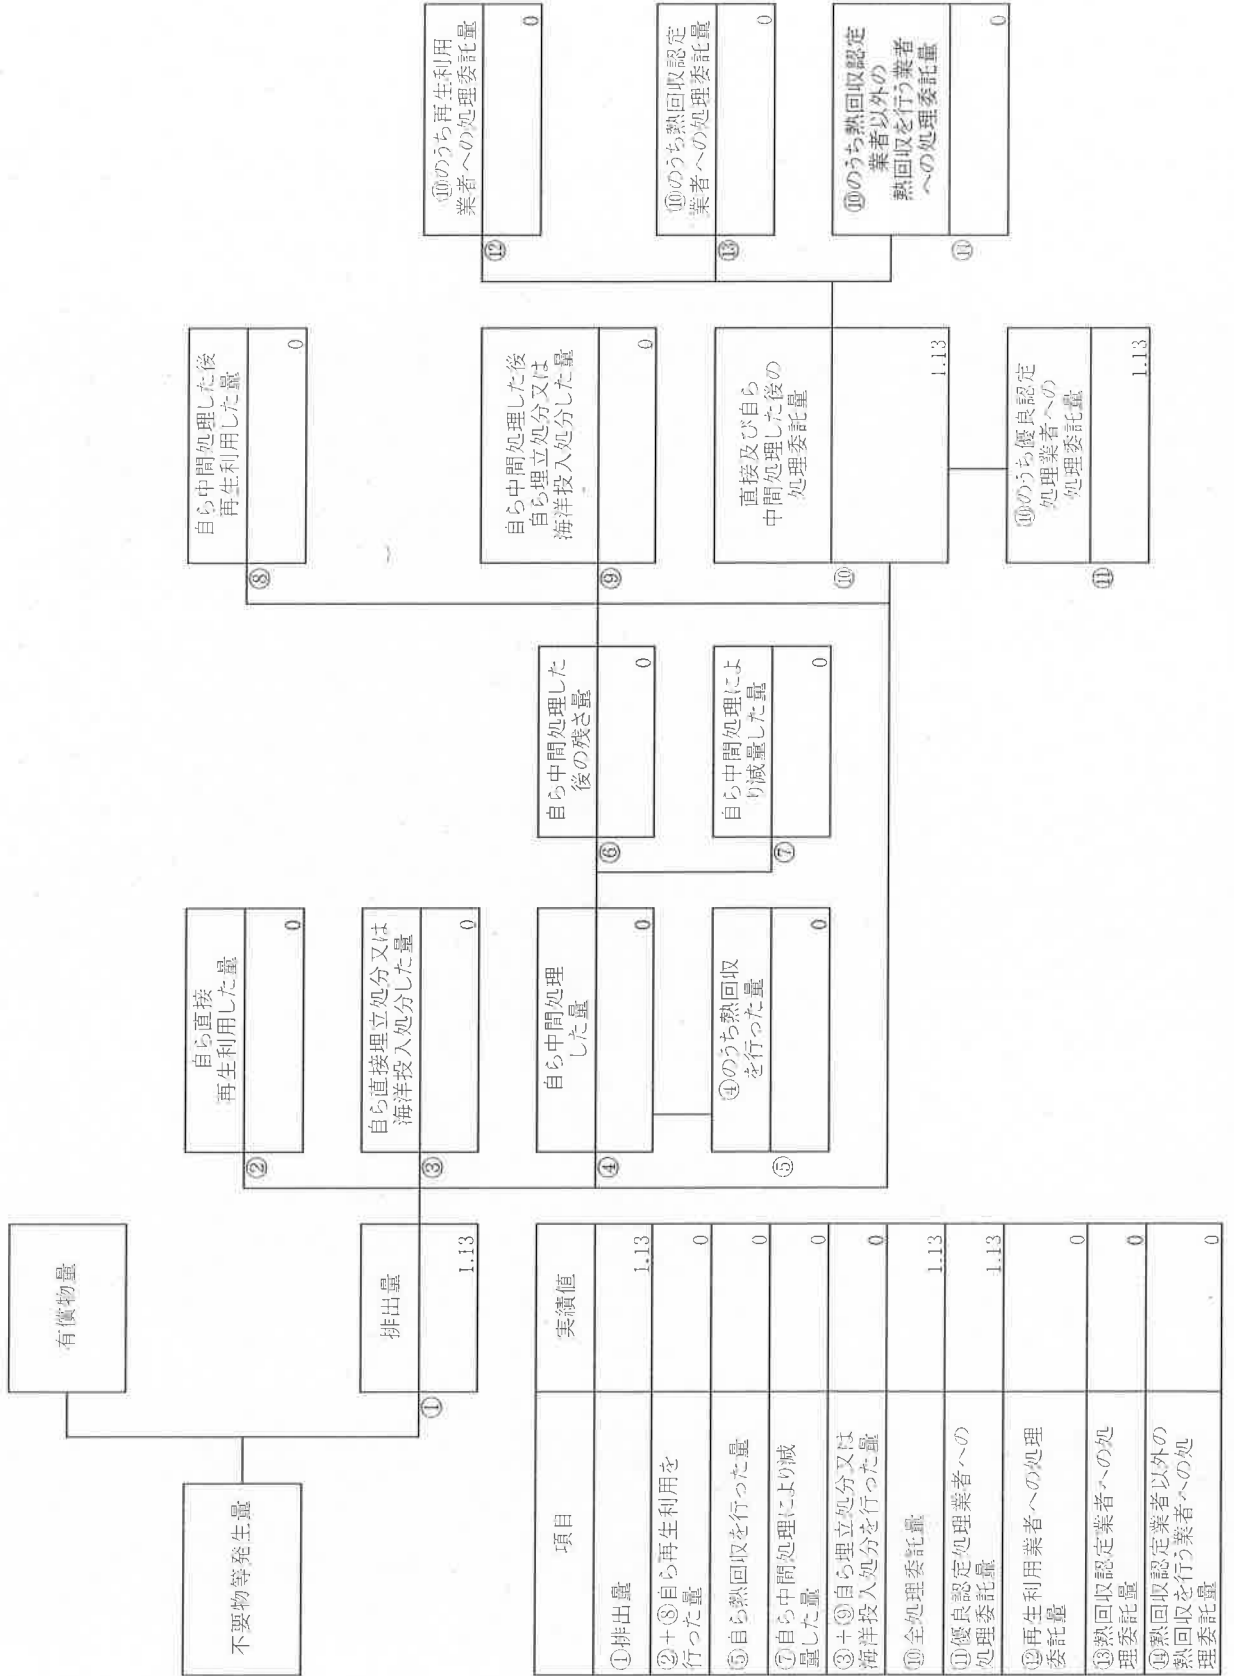 不要物等発生量
有償物量
①
排出量
1.13
②
自ら直接
再生利用した量
0
③
自ら直接埋立処分又は
海洋投入処分した量
0
④
自ら中間処理
した量
0
⑤
④のうち熱回収
を行った量
0
⑥
自ら中間処理した
後の残さ量
0
⑦
自ら中間処理によ
り減量した量
0
⑧
自ら中間処理した後
再生利用した量
0
⑨
自ら中間処理した後
自ら埋立処分又は
海洋投入処分した量
0
⑩
直接及び自ら
中間処理した後の
処理委託量
1.13
⑪
⑩のうち優良認定
処理業者への
処理委託量
1.13
⑫
⑩のうち再生利用
業者への処理委託量
0
⑬
⑩のうち熱回収認定
業者への処理委託量
0
⑭
⑩のうち熱回収認定
業者以外の
熱回収を行う業者
への処理委託量
0
項目 実績値
①排出量 1.13
②+⑧自ら再生利用を
行った量 0
⑤自ら熱回収を行った量 0
⑦自ら中間処理により減
量した量 0
③+⑨自ら埋立処分又は
海洋投入処分を行った量 0
⑩全処理委託量 1.13
⑪優良認定処理業者への
処理委託量 1.13
⑫再生利用業者への処理
委託量 0
⑬熱回収認定業者への処
理委託量 0
⑭熱回収認定業者以外の
熱回収を行う業者への処
理委託量 0